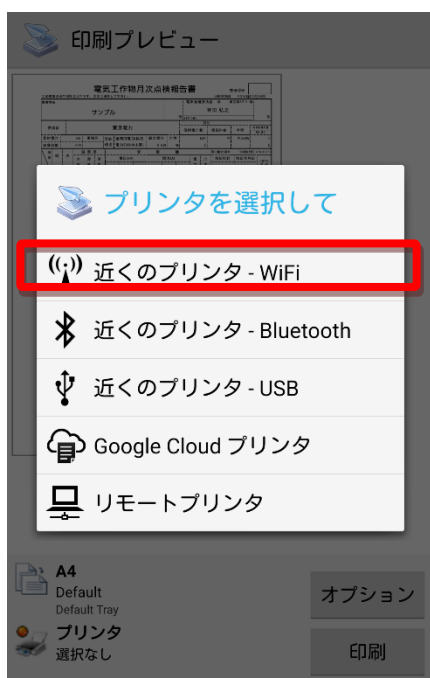 印刷プレビュー
電気工作物月次点検報告書
サンプル
東京電力
プリンタを選択して
近くのプリンタ - WiFi
近くのプリンタ - Bluetooth
近くのプリンタ - USB
Google Cloud プリンタ
リモートプリンタ
A4
Default
Default Tray
オプション
プリンタ
選択なし
印刷